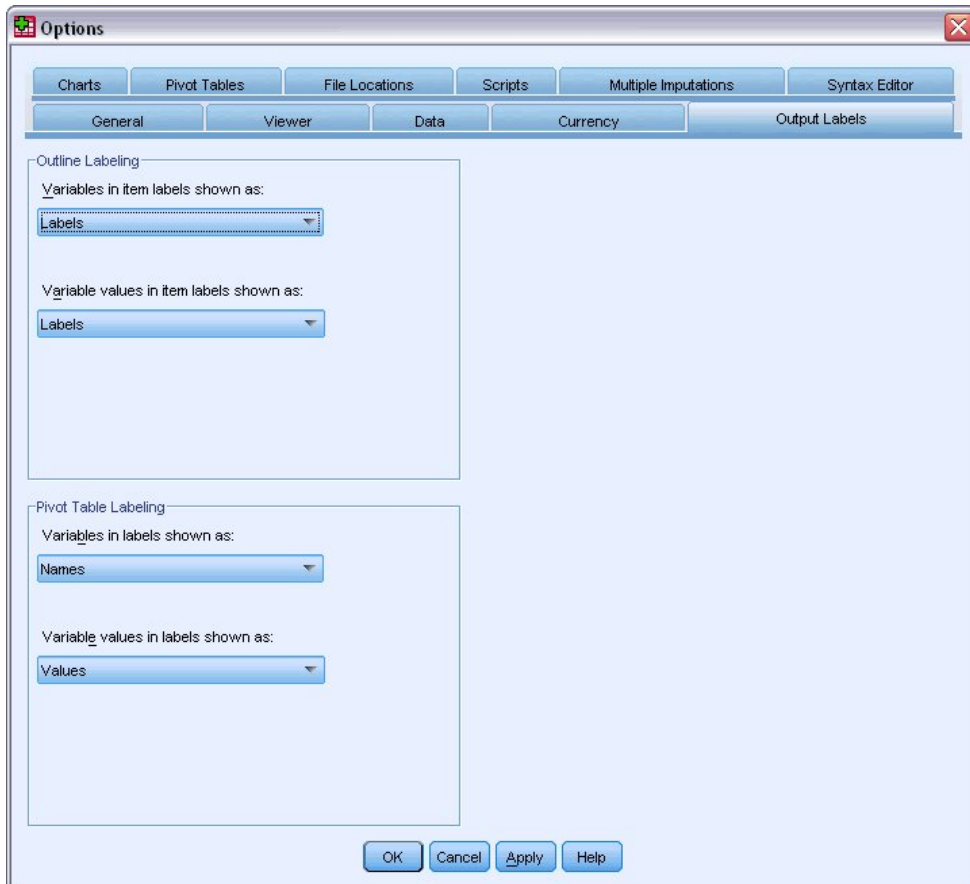 Options
Charts Pivot Tables File Locations Scripts Multiple Imputations Syntax Editor
General Viewer Data Currency Output Labels
Outline Labeling
Variables in item labels shown as:
Labels
Variable values in item labels shown as:
Labels
Pivot Table Labeling
Variables in labels shown as:
Names
Variable values in labels shown as:
Values
OK Cancel Apply Help